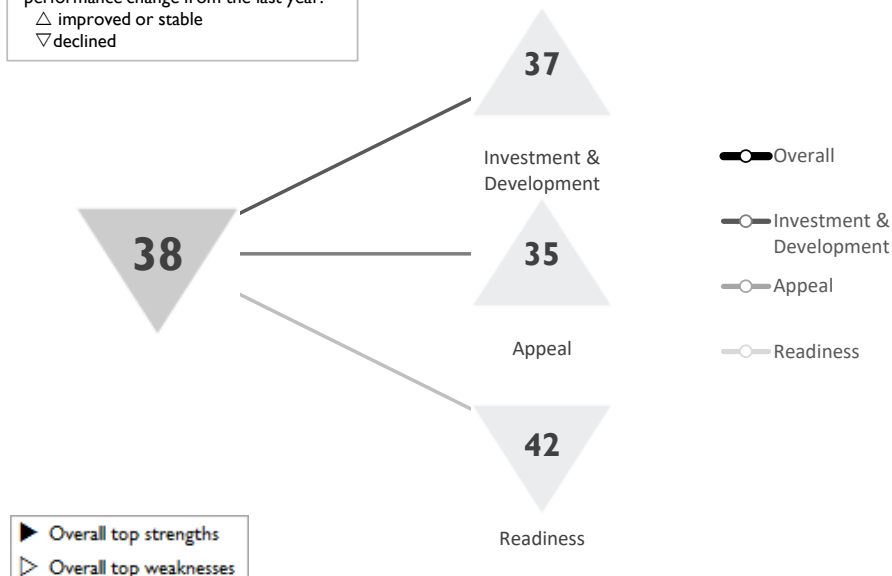 performance change from the last year:
△ improved or stable
▽ declined
37
Investment &
Development
38
35
Appeal
42
Readiness
Overall
Investment &
Development
Appeal
Readiness
▶ Overall top strengths
▷ Overall top weaknesses